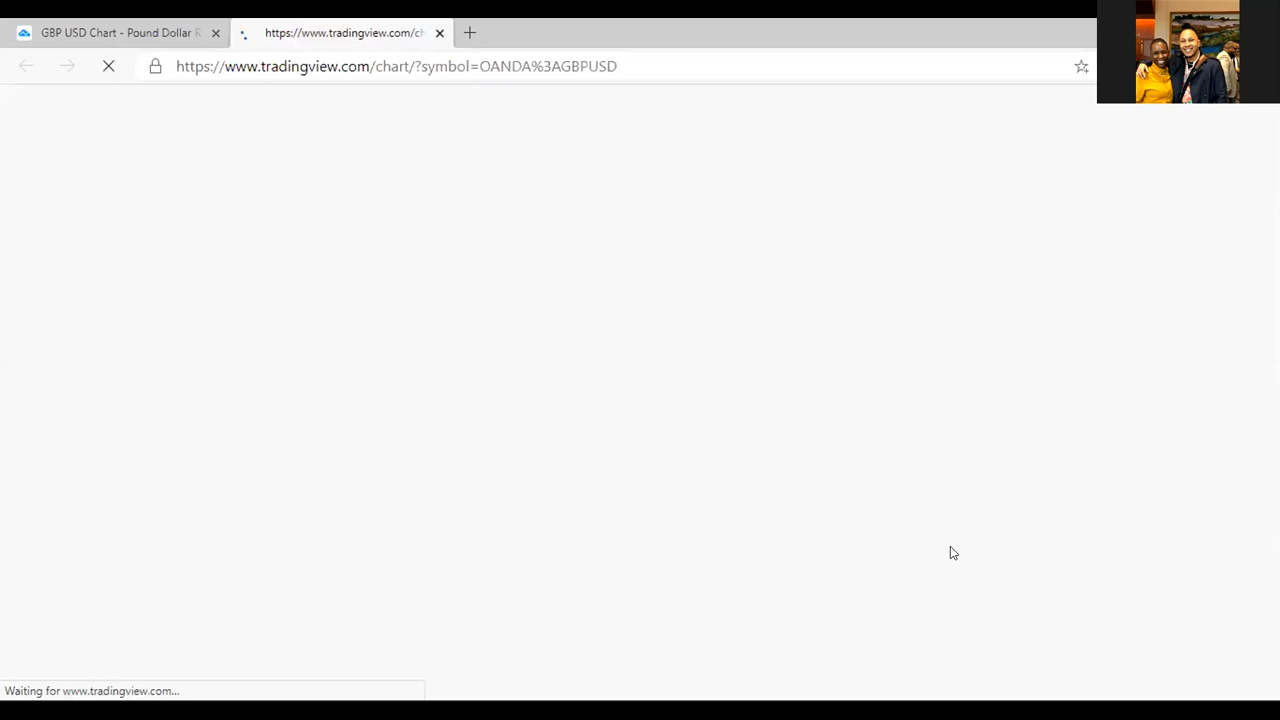 GBP USD Chart - Pound Dollar R
https://www.tradingview.com/ch
https://www.tradingview.com/chart/?symbol=OANDA%3AGBPUSD
Waiting for www.tradingview.com...